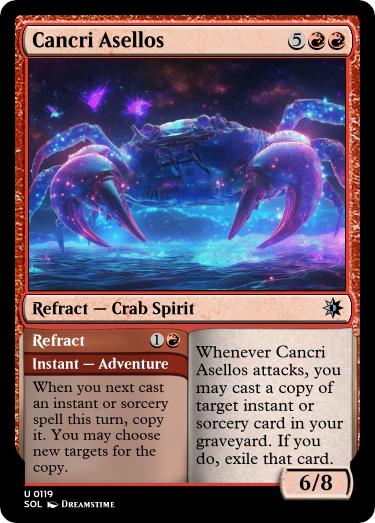 Cancri Asellos 5
Refract — Crab Spirit
Refract 1
Instant — Adventure
When you next cast
an instant or sorcery
spell this turn, copy
it. You may choose
new targets for the
copy.
Whenever Cancri
Asellos attacks, you
may cast a copy of
target instant or
sorcery card in your
graveyard. If you
do, exile that card.
6/8
U 0119
SOL DREAMSTIME